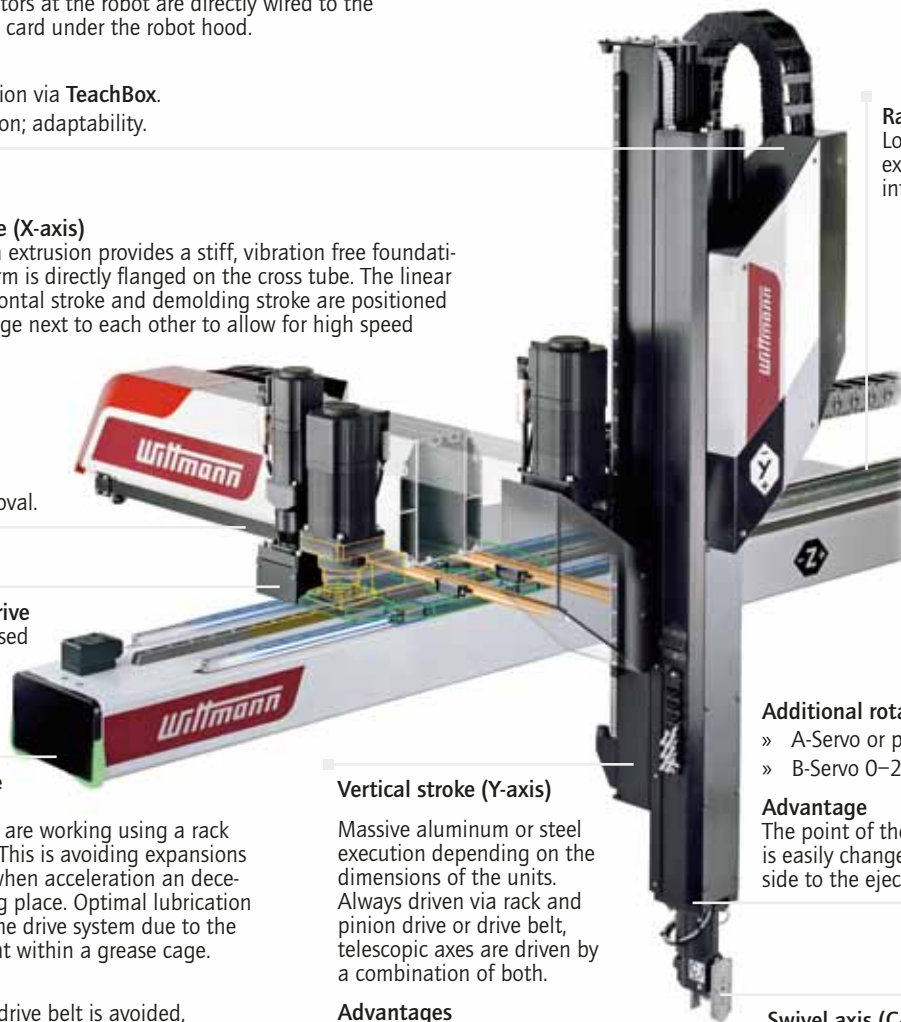 tors at the robot are directly wired to the
card under the robot hood.
ion via TeachBox.
on; adaptability.
e (X-axis)
extrusion provides a stiff, vibration free foundati-
rm is directly flanged on the cross tube. The linear
ontal stroke and demolding stroke are positioned
ge next to each other to allow for high speed
oval.
rive
sed
e
are working using a rack
This is avoiding expansions
when acceleration an dece-
g place. Optimal lubrication
ne drive system due to the
nt within a grease cage.
drive belt is avoided,
Wittmann
Wittmann
Wittmann
Y
-Z+
Vertical stroke (Y-axis)
Massive aluminum or steel
execution depending on the
dimensions of the units.
Always driven via rack and
pinion drive or drive belt,
telescopic axes are driven by
a combination of both.
Advantages
Ra
Lo
ex
in
Additional rota
» A-Servo or p
» B-Servo 0–2
Advantage
The point of the
is easily change
side to the ejec
Swivel axis (C-